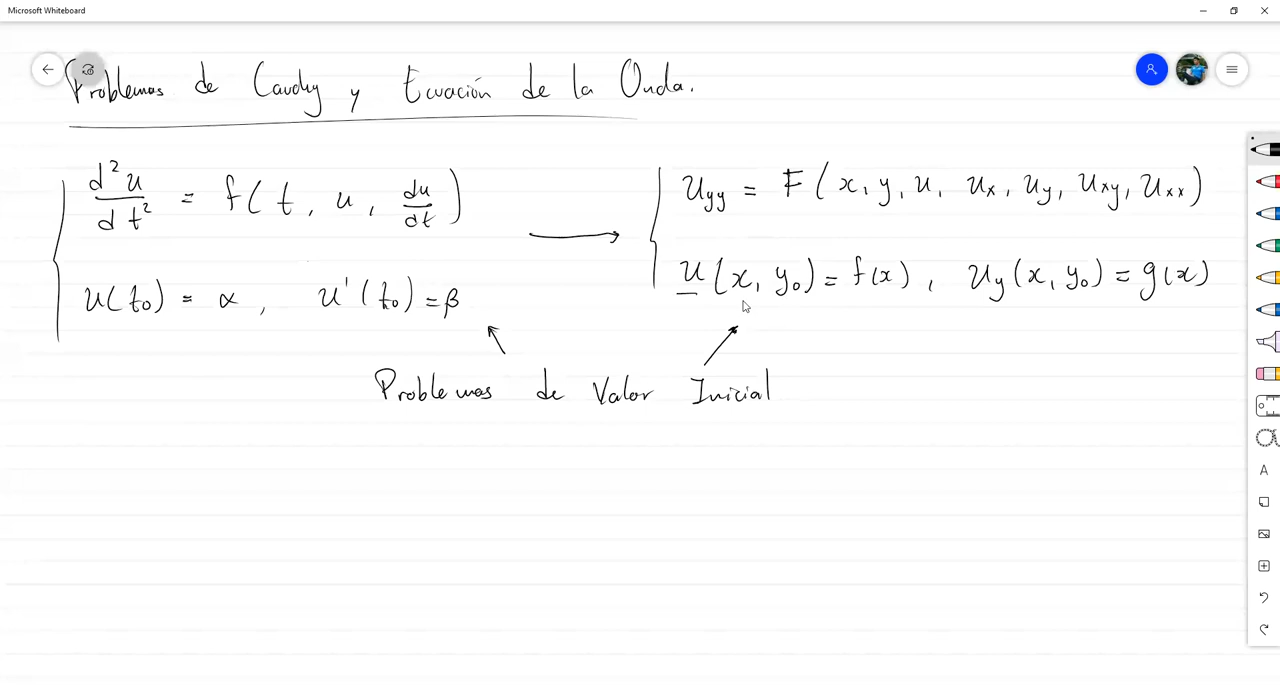 Microsoft Whiteboard
Problemas de Cauchy y Ecuación de la Onda.
d²u/dt² = f(t, u, du/dt)
u(t₀) = α, u'(t₀) = β
u_yy = F(x, y, u, u_x, u_y, u_xy, u_xx)
u(x, y₀) = f(x), u_y(x, y₀) = g(x)
Problemas de Valor Inicial
A